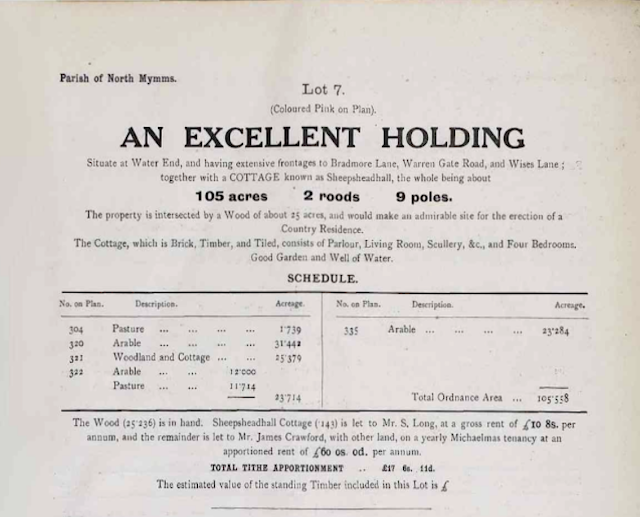 Parish of North Mymms.
Lot 7.
(Coloured Pink on Plan).
AN EXCELLENT HOLDING
Situate at Water End, and having extensive frontages to Bradmore Lane, Warren Gate Road, and Wises Lane;
together with a COTTAGE known as Sheepsheadhall, the whole being about
105 acres 2 roods 9 poles.
The property is intersected by a Wood of about 25 acres, and would make an admirable site for the erection of a
Country Residence.
The Cottage, which is Brick, Timber, and Tiled, consists of Parlour, Living Room, Scullery, &c., and Four Bedrooms.
Good Garden and Well of Water.
SCHEDULE.
No. on Plan. Description. Acreage.
304 Pasture ... ... ... ... 1·739
320 Arable ... ... ... ... 31·442
321 Woodland and Cottage ... ... 25·379
322 Arable ... ... 12·000
Pasture ... ... 11·714
23·714
No. on Plan. Description. Acreage.
335 Arable ... ... ... ... 23·284
Total Ordnance Area ... 105·558
The Wood (25·236) is in hand. Sheepsheadhall Cottage (·143) is let to Mr. S. Long, at a gross rent of £10 8s. per
annum, and the remainder is let to Mr. James Crawford, with other land, on a yearly Michaelmas tenancy at an
apportioned rent of £60 0s. 0d. per annum.
TOTAL TITHE APPORTIONMENT .. £17 6s. 11d.
The estimated value of the standing Timber included in this Lot is £